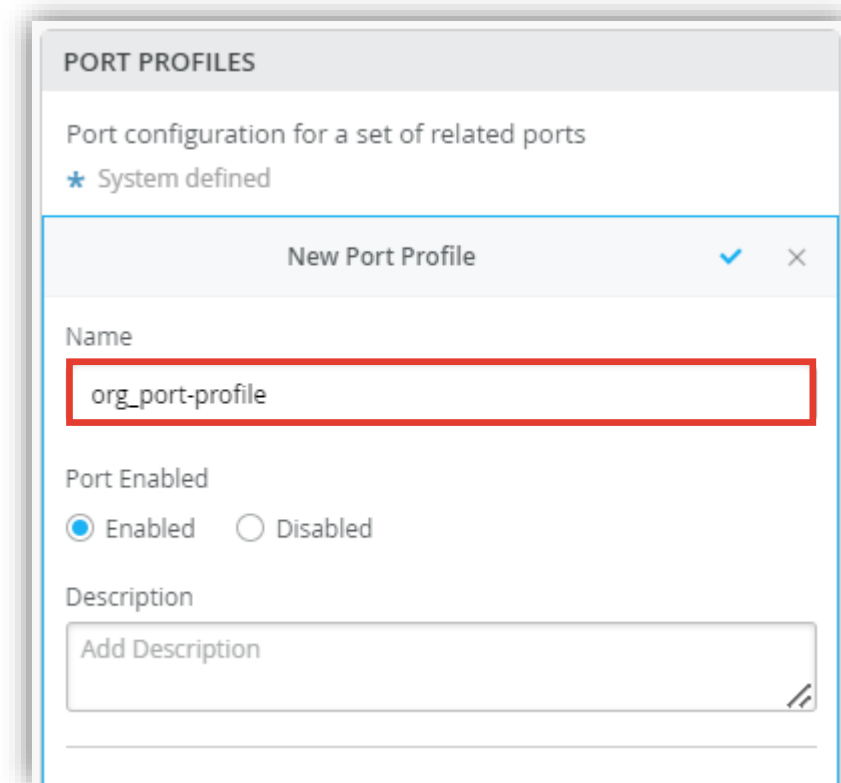 PORT PROFILES
Port configuration for a set of related ports
* System defined
New Port Profile
Name
org_port-profile
Port Enabled
Enabled Disabled
Description
Add Description